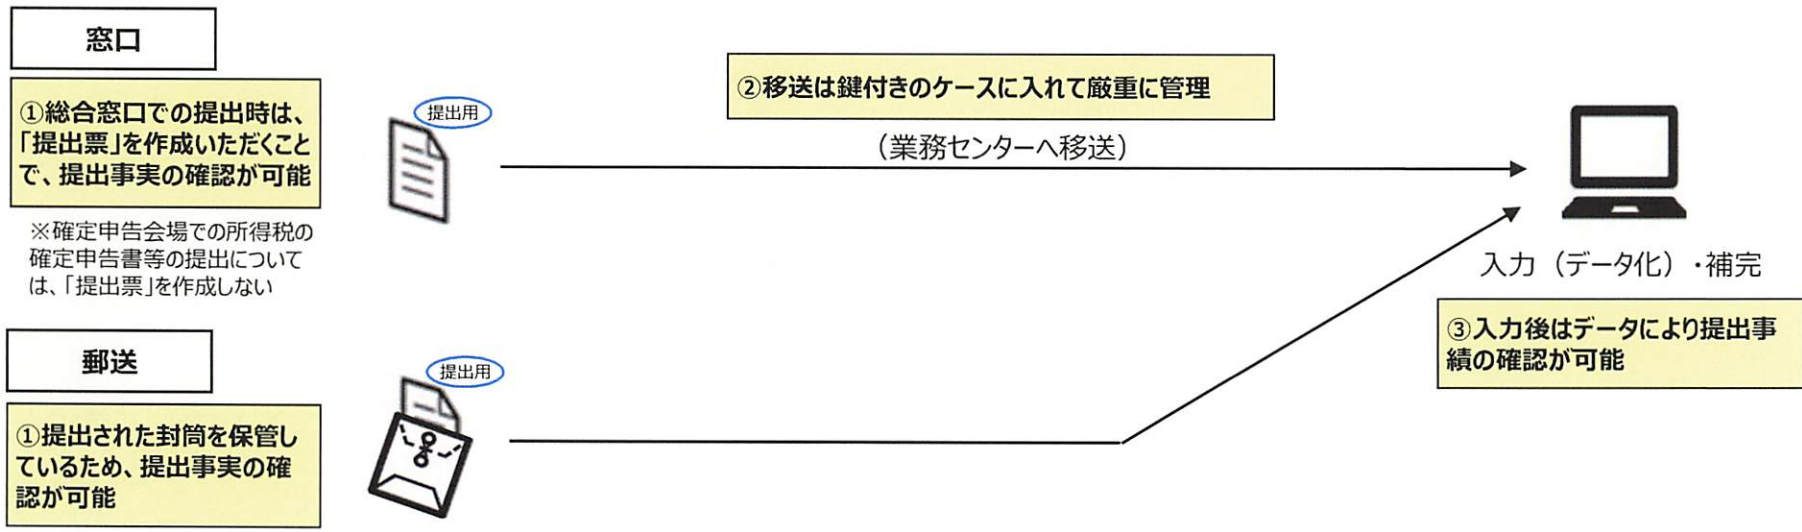 窓口
①総合窓口での提出時は、
「提出票」を作成いただくこと
で、提出事実の確認が可能
※確定申告会場での所得税の
確定申告書等の提出について
は、「提出票」を作成しない
提出用
②移送は鍵付きのケースに入れて厳重に管理
（業務センターへ移送）
入力（データ化）・補完
③入力後はデータにより提出事
績の確認が可能
郵送
①提出された封筒を保管し
ているため、提出事実の確
認が可能
提出用